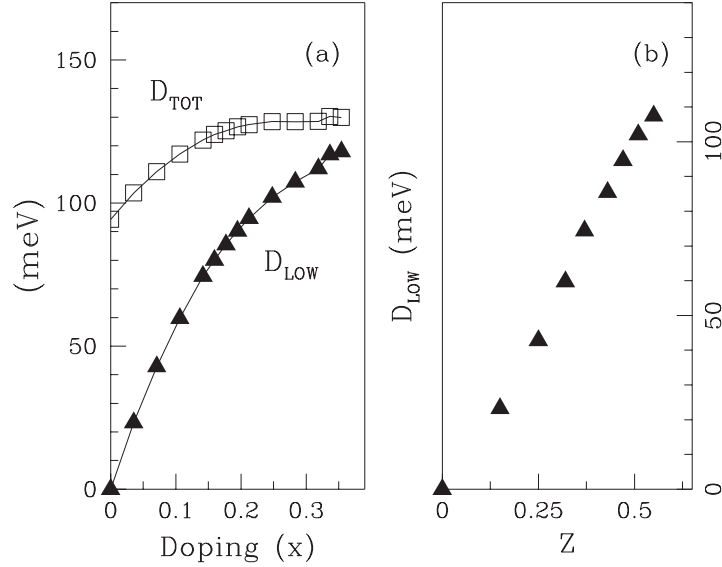 (a)
(b)
150
D_TOT
100
(meV)
D_LOW
50
0
0 0.1 0.2 0.3
Doping (x)
D_LOW (meV)
100
50
0
0 0.25 0.5
Z